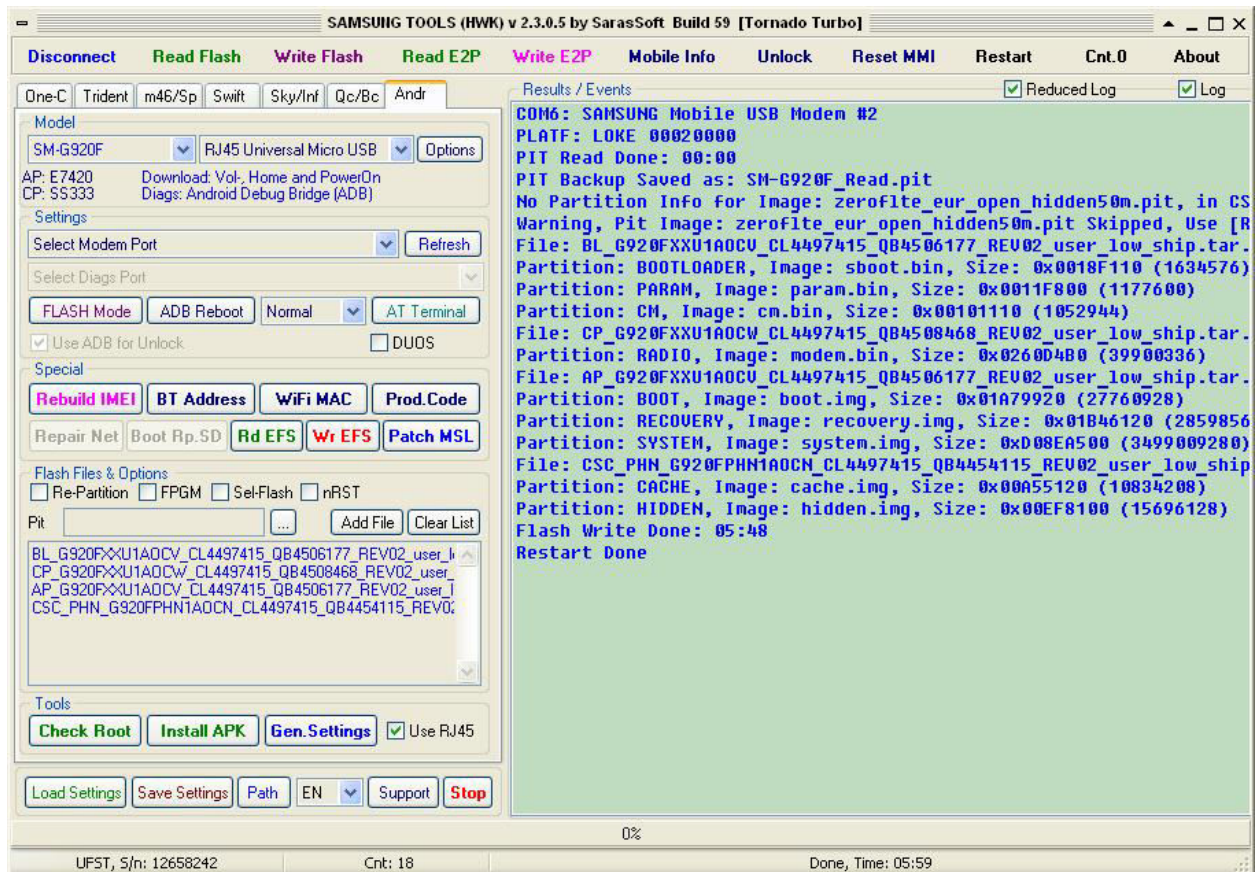 SAMSUNG TOOLS (HWK) v 2.3.0.5 by SarasSoft Build 59 [Tornado Turbo]
Disconnect Read Flash Write Flash Read E2P Write E2P Mobile Info Unlock Reset MMI Restart Cnt.0 About
One-C Trident m46/Sp Swift Sky/Inf Qc/Bc Andr
Model
SM-G920F RJ45 Universal Micro USB Options
AP: E7420 Download: Vol-, Home and PowerOn
CP: SS333 Diags: Android Debug Bridge (ADB)
Settings
Select Modem Port Refresh
Select Diags Port
FLASH Mode ADB Reboot Normal AT Terminal
Use ADB for Unlock DUOS
Special
Rebuild IMEI BT Address WiFi MAC Prod.Code
Repair Net Boot Rp.SD Rd EFS Wr EFS Patch MSL
Flash Files & Options
Re-Partition FPGM Sel-Flash nRST
Pit ... Add File Clear List
BL_G920FXXU1AOCV_CL4497415_QB4506177_REV02_user_l
CP_G920FXXU1AOCW_CL4497415_QB4508468_REV02_user_
AP_G920FXXU1AOCV_CL4497415_QB4506177_REV02_user_l
CSC_PHN_G920FPHN1AOCN_CL4497415_QB4454115_REV02
Tools
Check Root Install APK Gen.Settings Use RJ45
Load Settings Save Settings Path EN Support Stop
Results / Events Reduced Log Log
COM6: SAMSUNG Mobile USB Modem #2
PLATF: LOKE 00020000
PIT Read Done: 00:00
PIT Backup Saved as: SM-G920F_Read.pit
No Partition Info for Image: zeroflte_eur_open_hidden50m.pit, in CS
Warning, Pit Image: zeroflte_eur_open_hidden50m.pit Skipped, Use [R
File: BL_G920FXXU1AOCV_CL4497415_QB4506177_REV02_user_low_ship.tar.
Partition: BOOTLOADER, Image: sboot.bin, Size: 0x0018F110 (1634576)
Partition: PARAM, Image: param.bin, Size: 0x0011F800 (1177600)
Partition: CM, Image: cm.bin, Size: 0x00101110 (1052944)
File: CP_G920FXXU1AOCW_CL4497415_QB4508468_REV02_user_low_ship.tar.
Partition: RADIO, Image: modem.bin, Size: 0x0260D4B0 (39900336)
File: AP_G920FXXU1AOCV_CL4497415_QB4506177_REV02_user_low_ship.tar.
Partition: BOOT, Image: boot.img, Size: 0x01A79920 (27760928)
Partition: RECOVERY, Image: recovery.img, Size: 0x01B46120 (2859856
Partition: SYSTEM, Image: system.img, Size: 0xD08EA500 (3499009280)
File: CSC_PHN_G920FPHN1AOCN_CL4497415_QB4454115_REV02_user_low_ship
Partition: CACHE, Image: cache.img, Size: 0x00A55120 (10834208)
Partition: HIDDEN, Image: hidden.img, Size: 0x00EF8100 (15696128)
Flash Write Done: 05:48
Restart Done
0%
UFST, S/n: 12658242 Cnt: 18 Done, Time: 05:59